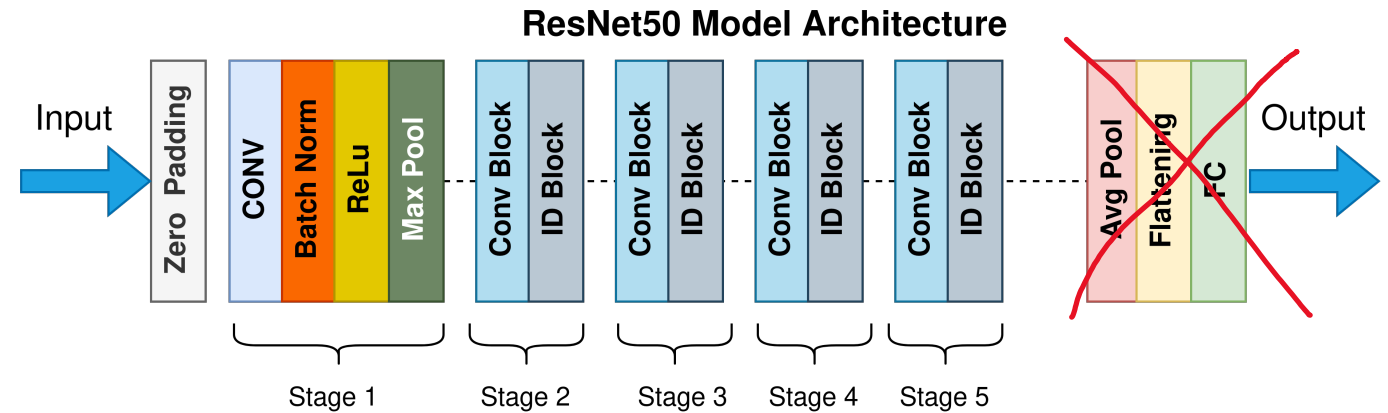 ResNet50 Model Architecture
Input
Zero Padding
CONV
Batch Norm
ReLu
Max Pool
Conv Block
ID Block
Conv Block
ID Block
Conv Block
ID Block
Conv Block
ID Block
Avg Pool
Flattening
FC
Output
Stage 1
Stage 2
Stage 3
Stage 4
Stage 5